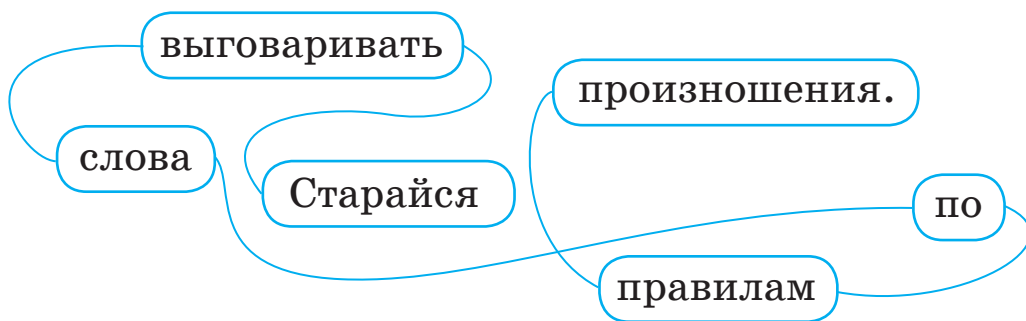 Старайся
выговаривать
слова
по
правилам
произношения.